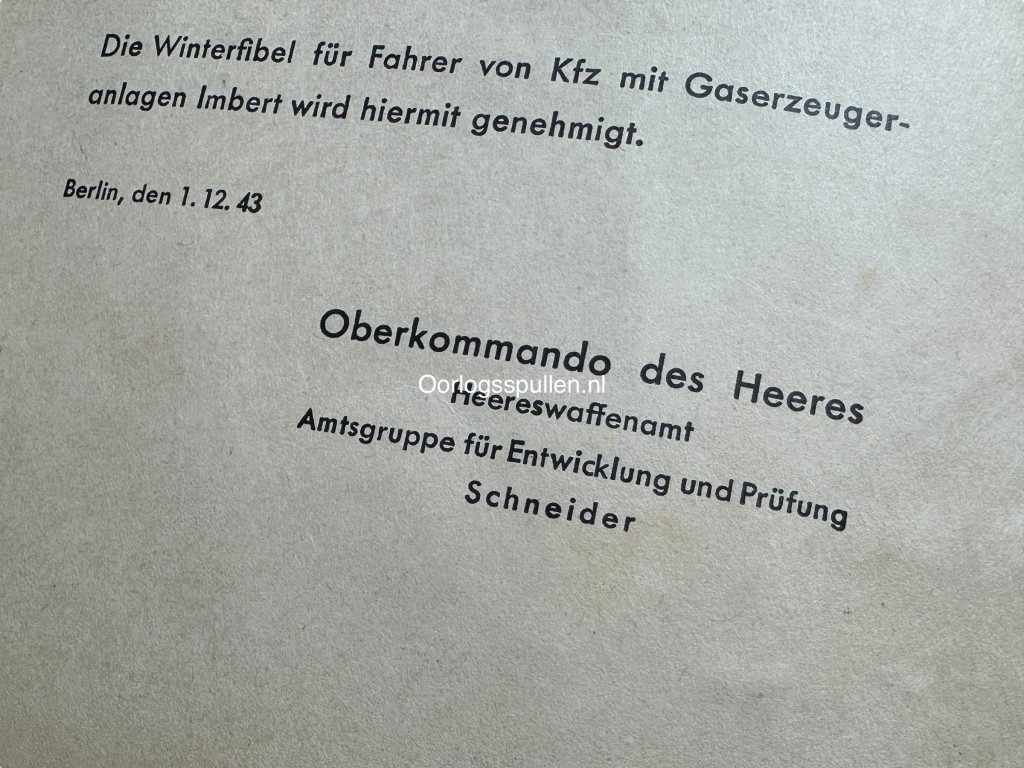 Die Winterfibel für Fahrer von Kfz mit Gaserzeuger-
anlagen Imbert wird hiermit genehmigt.
Berlin, den 1. 12. 43
Oberkommando des Heeres
Oorlogsspullen.nl
Heereswaffenamt
Amtsgruppe für Entwicklung und Prüfung
Schneider